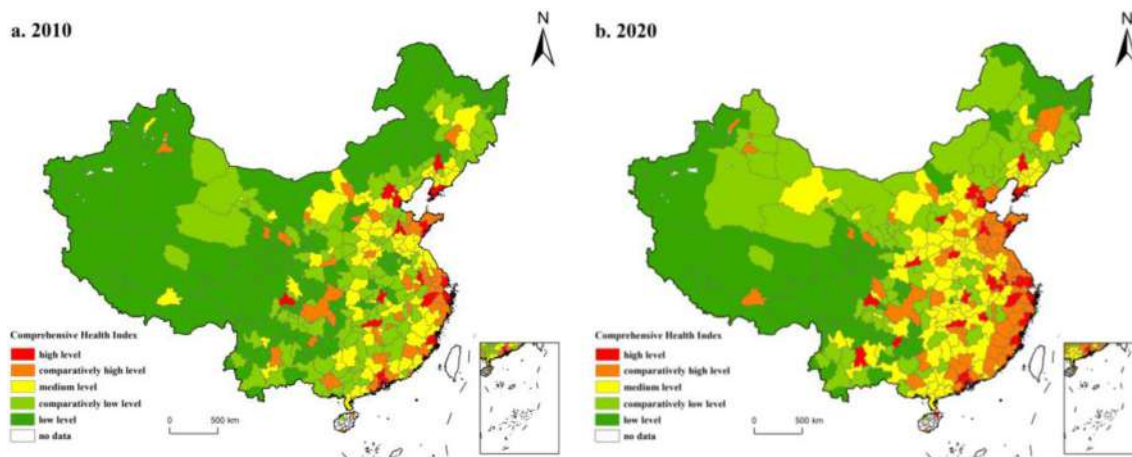 a. 2010
N
Comprehensive Health Index
high level
comparatively high level
medium level
comparatively low level
low level
no data
0 500 km
b. 2020
N
Comprehensive Health Index
high level
comparatively high level
medium level
comparatively low level
low level
no data
0 500 km